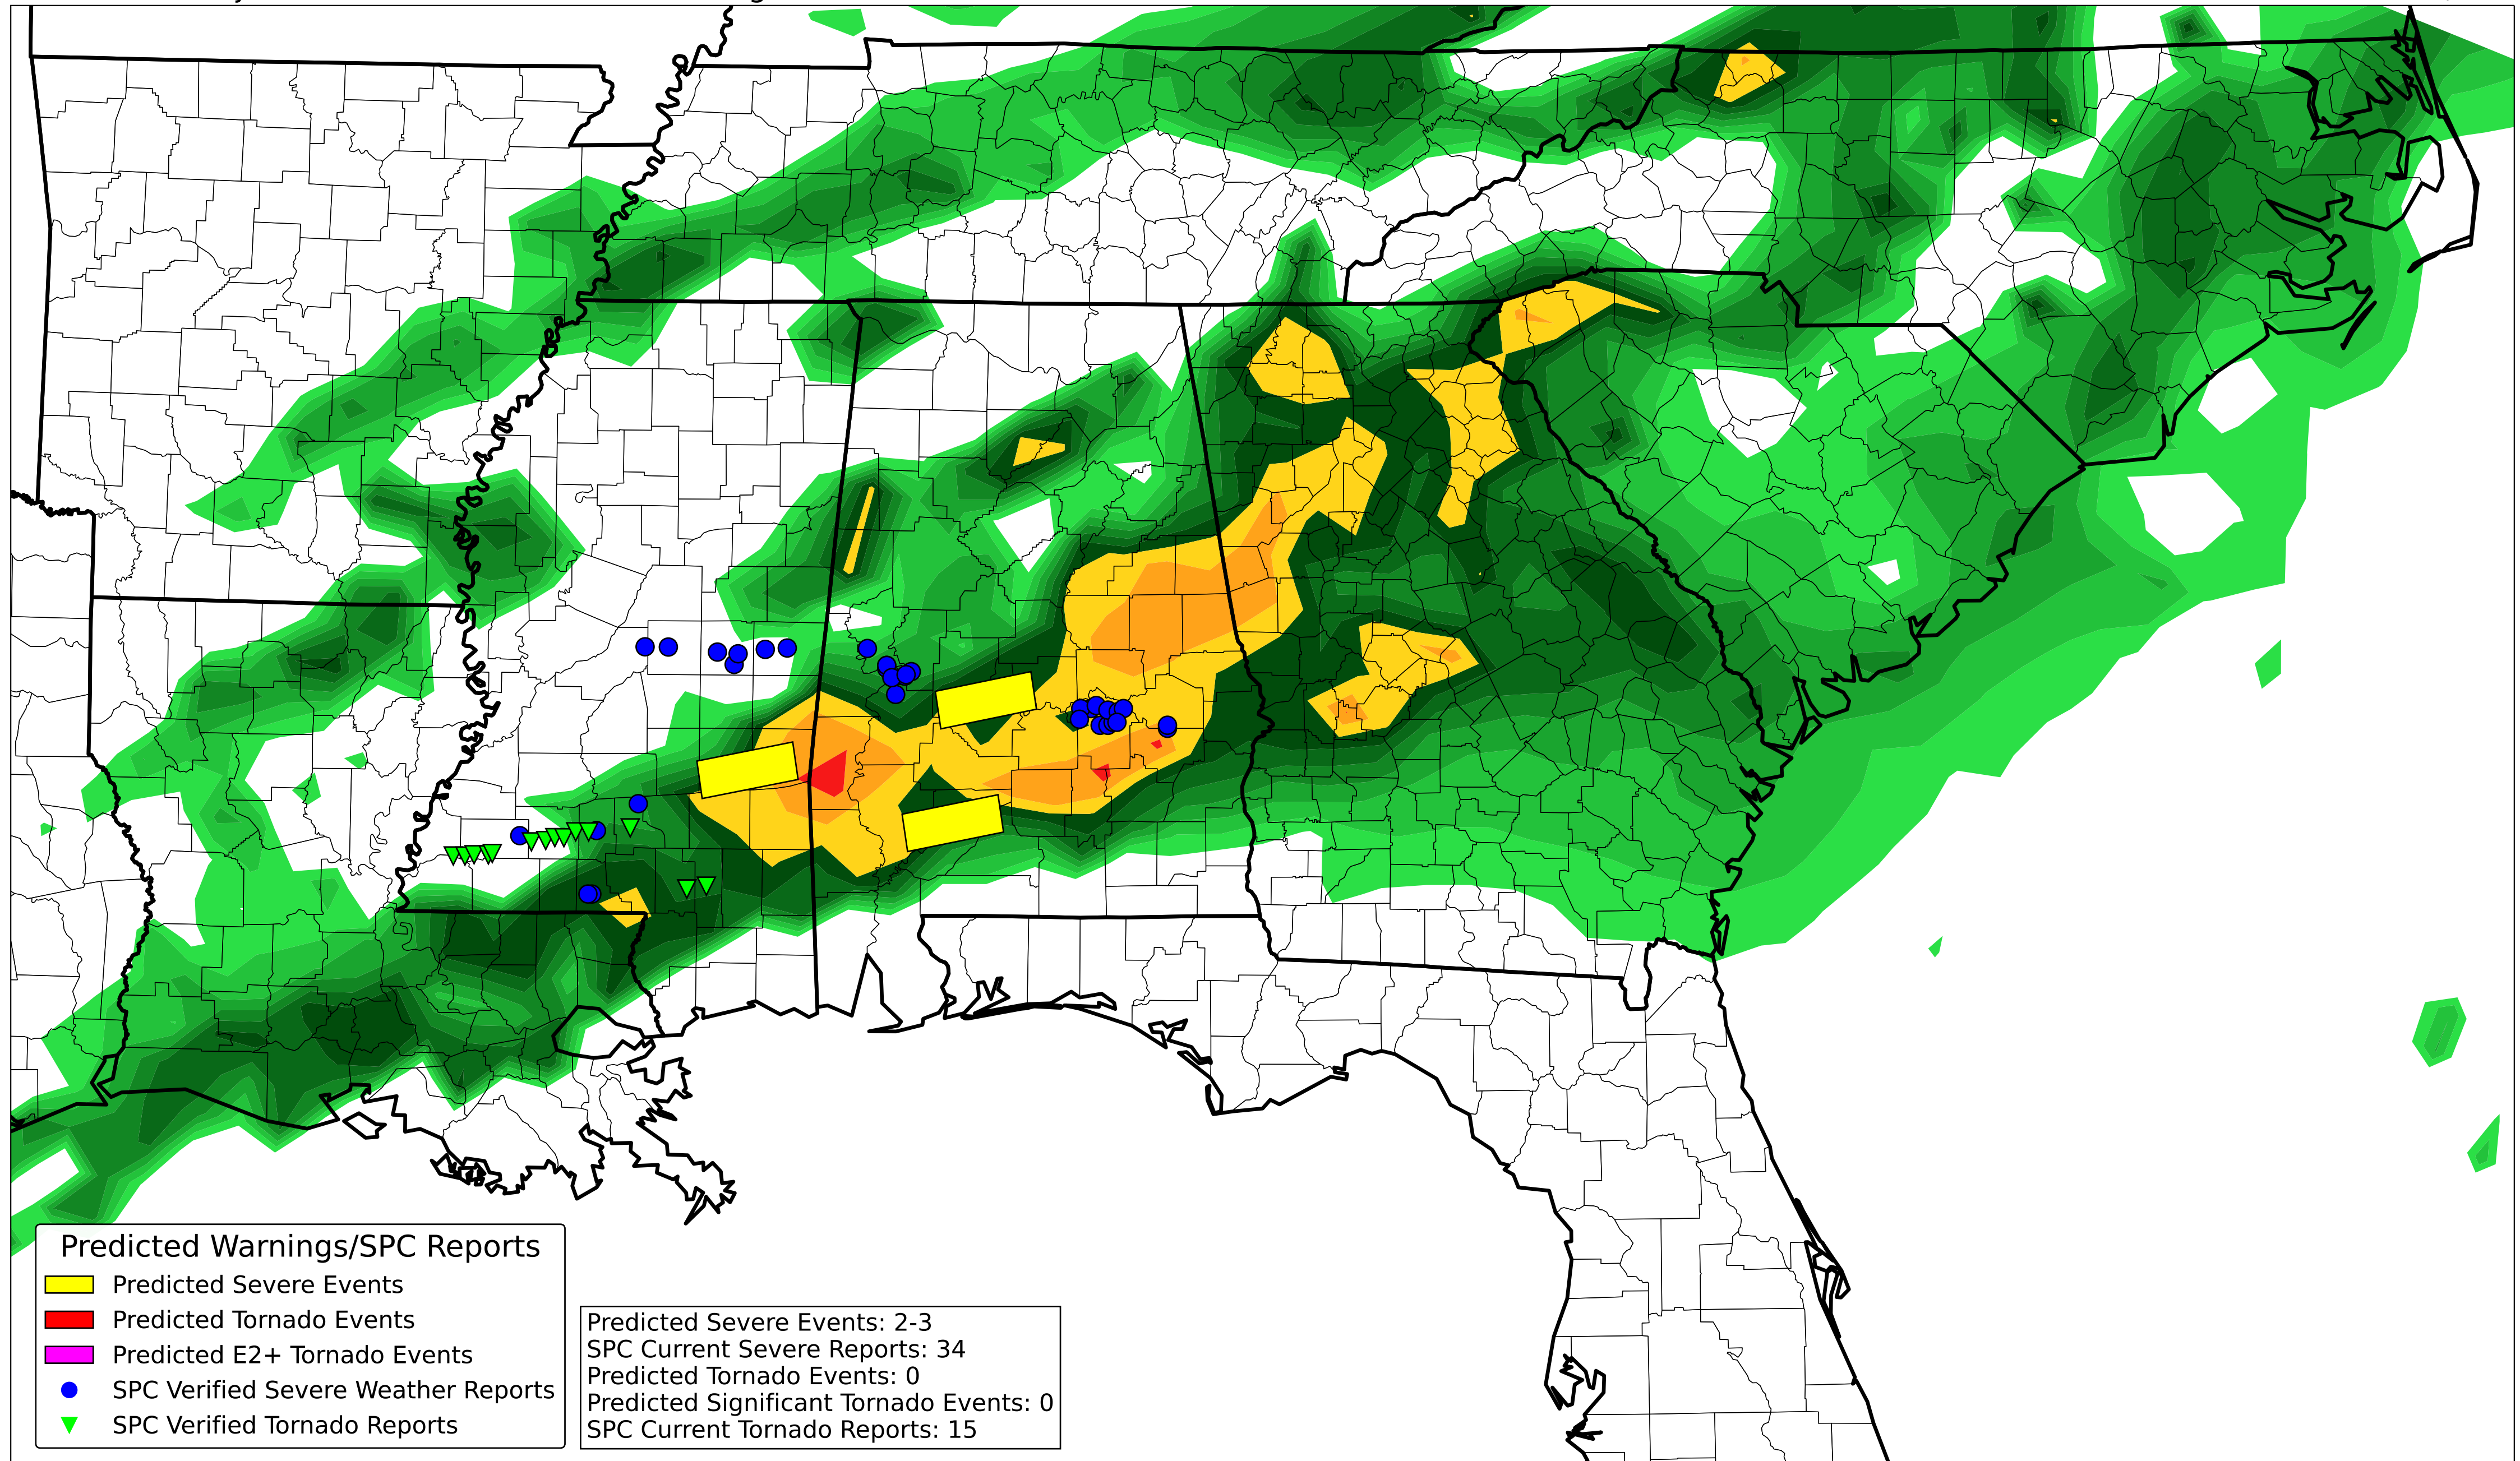 Predicted Warnings/SPC Reports
Predicted Severe Events
Predicted Tornado Events
Predicted E2+ Tornado Events
SPC Verified Severe Weather Reports
SPC Verified Tornado Reports
Predicted Severe Events: 2-3
SPC Current Severe Reports: 34
Predicted Tornado Events: 0
Predicted Significant Tornado Events: 0
SPC Current Tornado Reports: 15